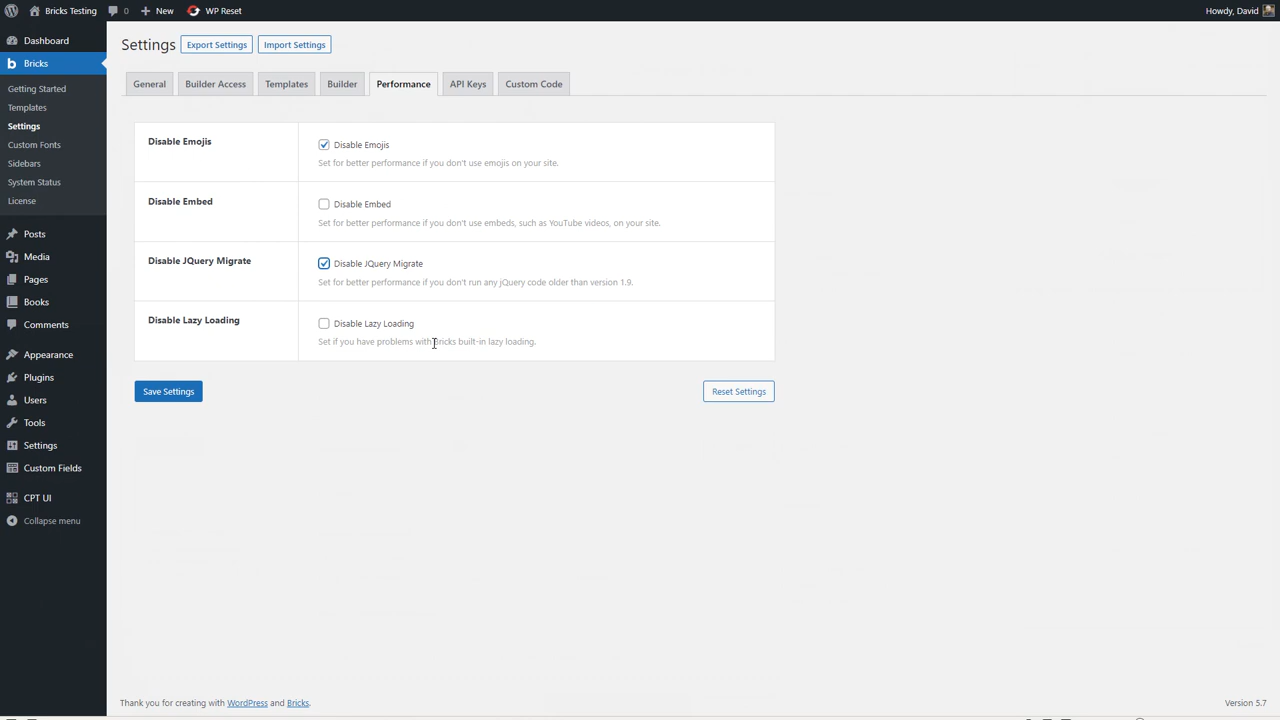 Bricks Testing
0
New
WP Reset
Howdy, David
Dashboard
Bricks
Getting Started
Templates
Settings
Custom Fonts
Sidebars
System Status
License
Posts
Media
Pages
Books
Comments
Appearance
Plugins
Users
Tools
Settings
Custom Fields
CPT UI
Collapse menu
Settings
Export Settings
Import Settings
General
Builder Access
Templates
Builder
Performance
API Keys
Custom Code
Disable Emojis
Disable Emojis
Set for better performance if you don't use emojis on your site.
Disable Embed
Disable Embed
Set for better performance if you don't use embeds, such as YouTube videos, on your site.
Disable JQuery Migrate
Disable JQuery Migrate
Set for better performance if you don't run any jQuery code older than version 1.9.
Disable Lazy Loading
Disable Lazy Loading
Set if you have problems with Bricks built-in lazy loading.
Save Settings
Reset Settings
Thank you for creating with WordPress and Bricks.
Version 5.7